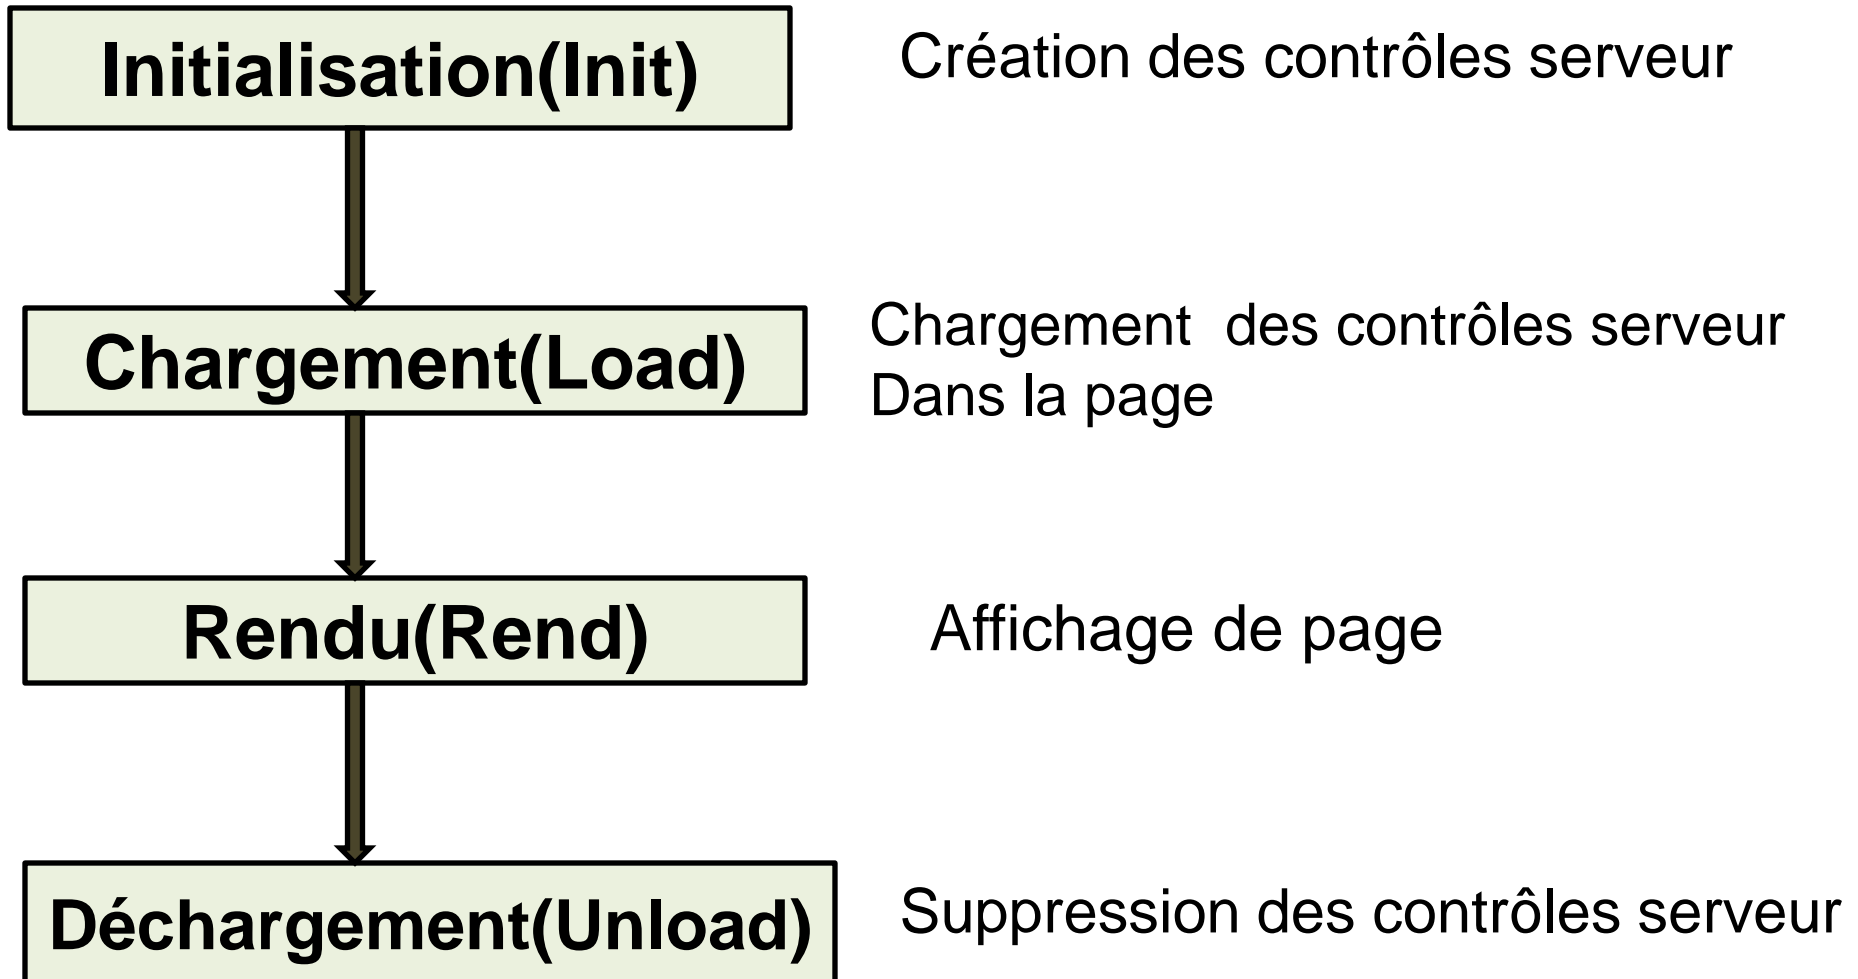 Initialisation(Init)
Création des contrôles serveur
Chargement(Load)
Chargement  des contrôles serveur
Dans la page
Rendu(Rend)
Affichage de page
Déchargement(Unload)
Suppression des contrôles serveur